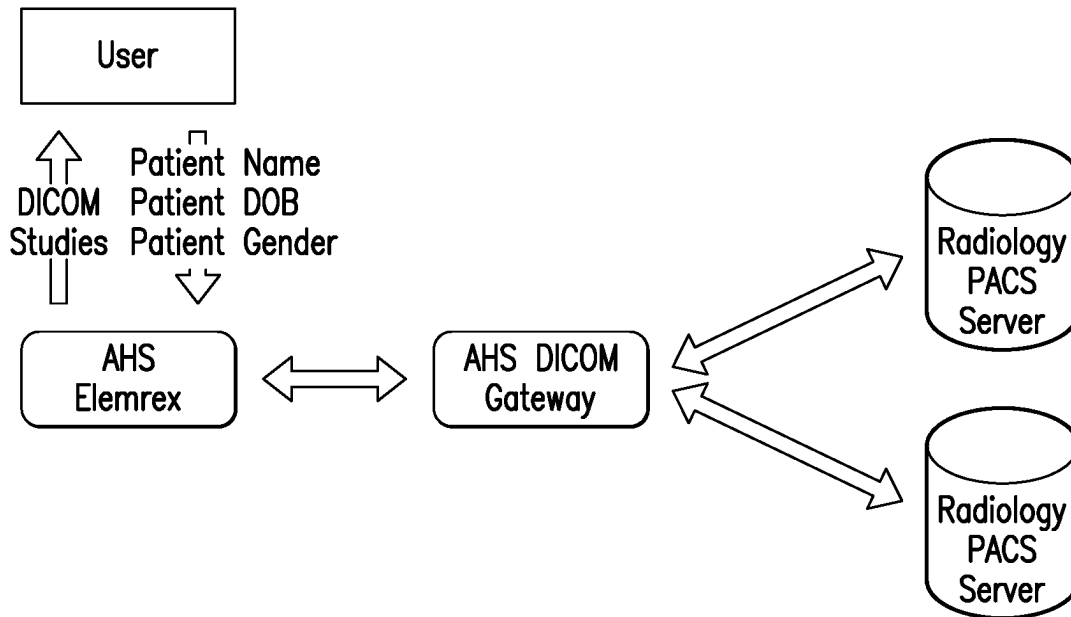 User
DICOM
Studies
Patient Name
Patient DOB
Patient Gender
AHS
Elemrex
AHS DICOM
Gateway
Radiology
PACS
Server
Radiology
PACS
Server